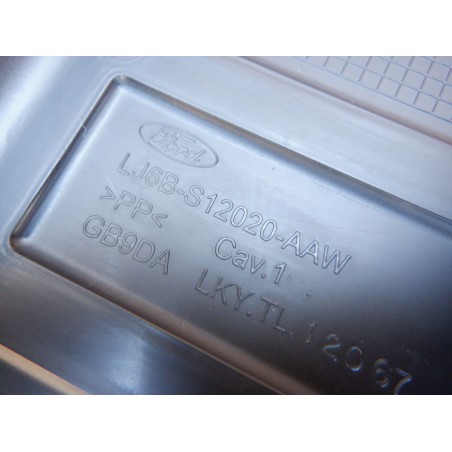 Ford
LJ6B-S12020-AAW
>PP< Cav.1
GB9DA LKY.TL.12067